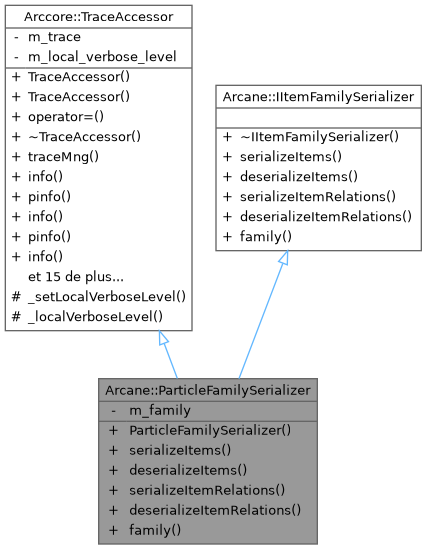 Arccore::TraceAccessor
- m_trace
- m_local_verbose_level
+ TraceAccessor()
+ TraceAccessor()
+ operator=()
+ ~TraceAccessor()
+ traceMng()
+ info()
+ pinfo()
+ info()
+ pinfo()
+ info()
et 15 de plus...
# _setLocalVerboseLevel()
# _localVerboseLevel()
Arcane::IItemFamilySerializer
+ ~IItemFamilySerializer()
+ serializeItems()
+ deserializeItems()
+ serializeItemRelations()
+ deserializeItemRelations()
+ family()
Arcane::ParticleFamilySerializer
- m_family
+ ParticleFamilySerializer()
+ serializeItems()
+ deserializeItems()
+ serializeItemRelations()
+ deserializeItemRelations()
+ family()